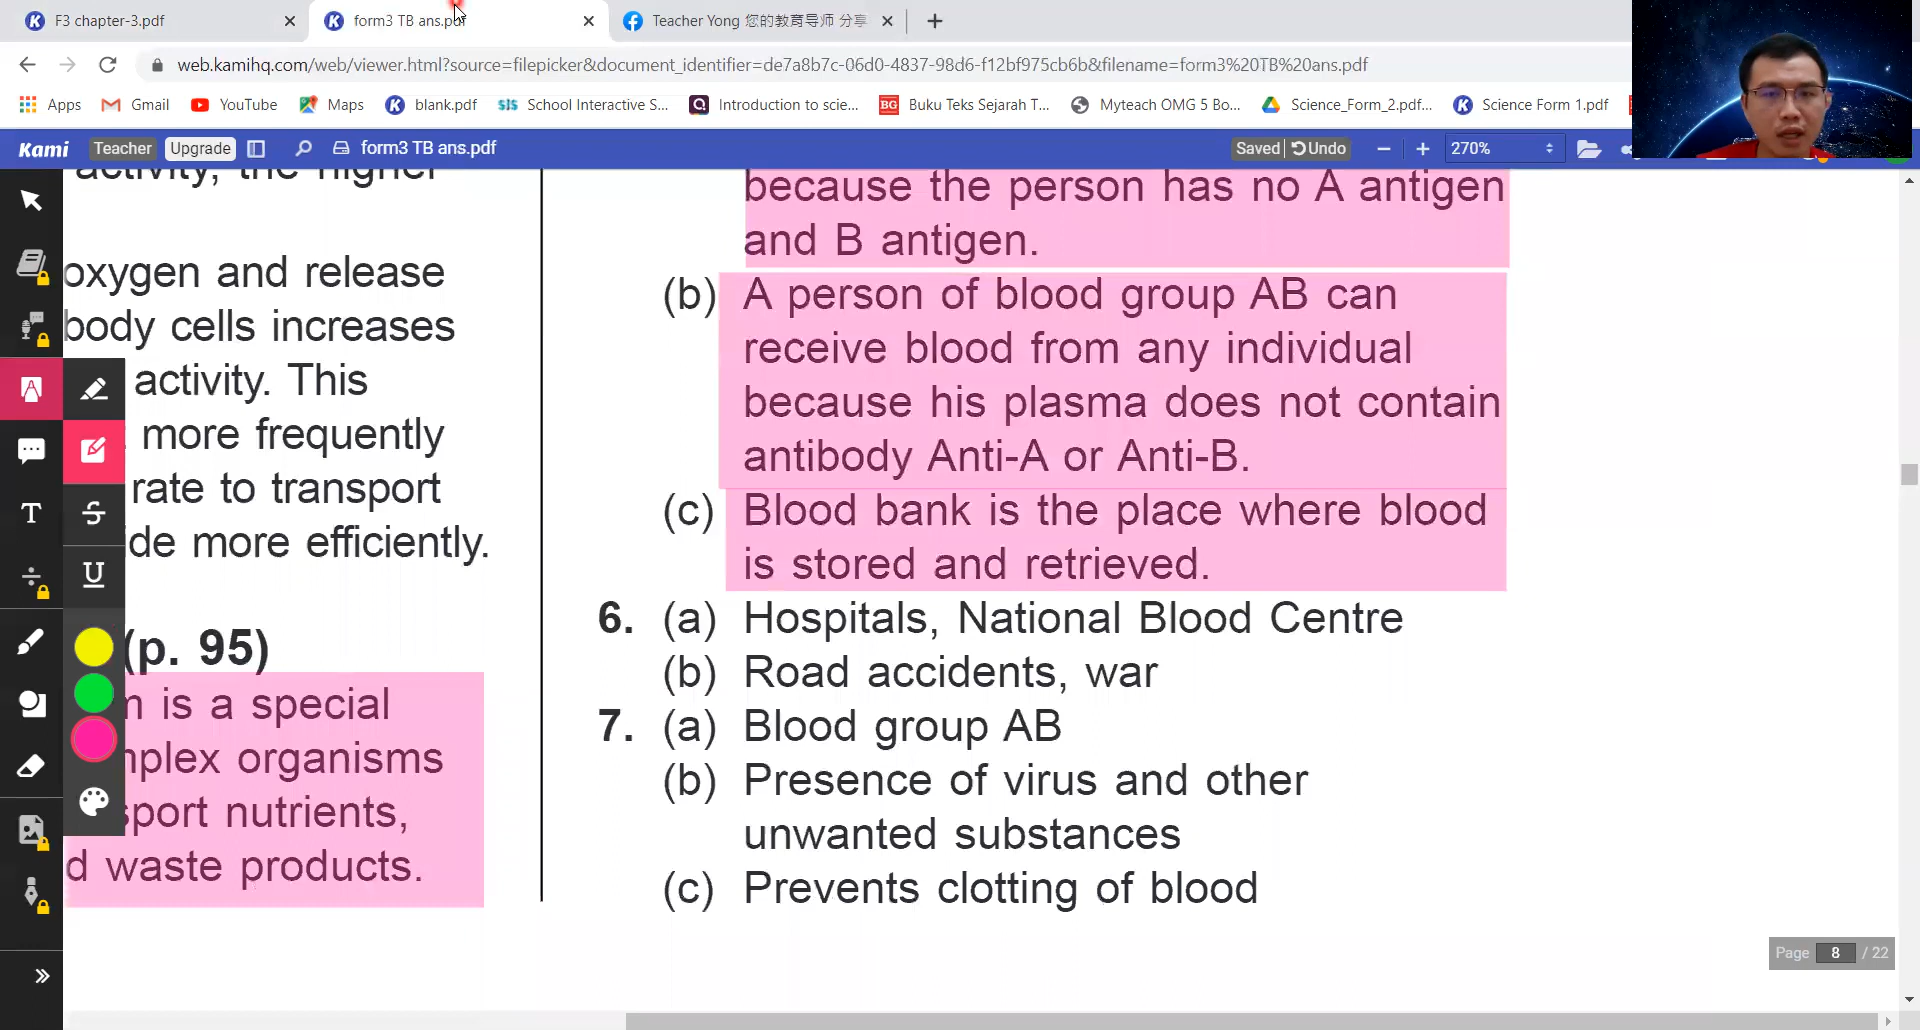 F3 chapter-3.pdf
form3 TB ans.pdf
Teacher Yong 您的教育导师 分享
web.kamihq.com/web/viewer.html?source=filepicker&document_identifier=de7a8b7c-06d0-4837-98d6-f12bf975cb6b&filename=form3%20TB%20ans.pdf
Apps
Gmail
YouTube
Maps
blank.pdf
SIS School Interactive S...
Introduction to scie...
BG Buku Teks Sejarah T...
Myteach OMG 5 Bo...
Science_Form_2.pdf...
Science Form 1.pdf
Kami Teacher Upgrade form3 TB ans.pdf
Saved Undo
270%
activity, the higher
oxygen and release
body cells increases
activity. This
more frequently
rate to transport
de more efficiently.
(p. 95)
is a special
organisms
sport nutrients,
d waste products.
because the person has no A antigen
and B antigen.
(b) A person of blood group AB can
receive blood from any individual
because his plasma does not contain
antibody Anti-A or Anti-B.
(c) Blood bank is the place where blood
is stored and retrieved.
6. (a) Hospitals, National Blood Centre
(b) Road accidents, war
7. (a) Blood group AB
(b) Presence of virus and other
unwanted substances
(c) Prevents clotting of blood
Page 8 / 22